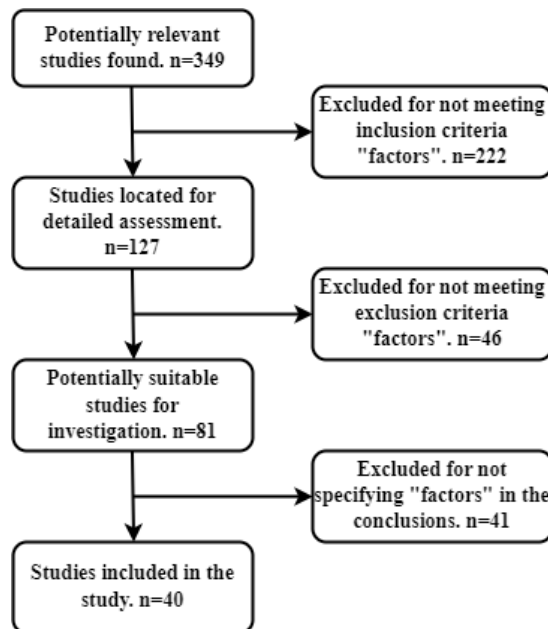 Potentially relevant
studies found. n=349
Excluded for not meeting
inclusion criteria
"factors". n=222
Studies located for
detailed assessment.
n=127
Excluded for not meeting
exclusion criteria
"factors". n=46
Potentially suitable
studies for
investigation. n=81
Excluded for not
specifying "factors" in the
conclusions. n=41
Studies included in the
study. n=40